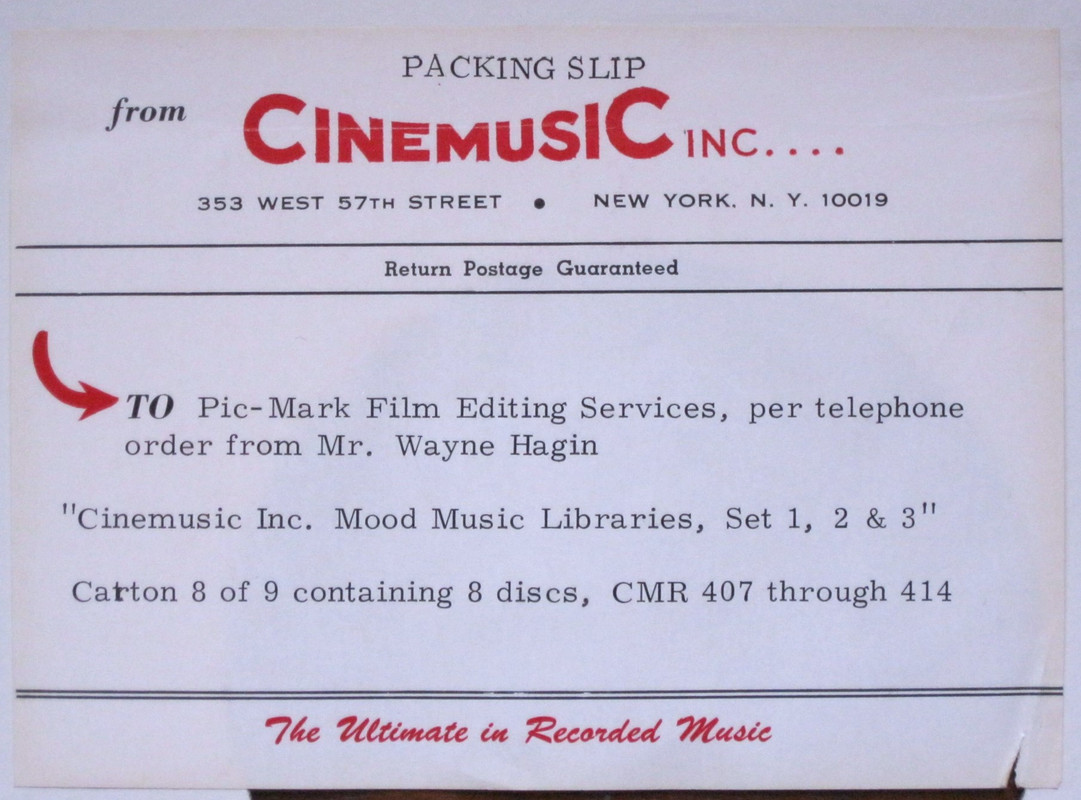 PACKING SLIP
from CINEMUSIC INC....
353 WEST 57TH STREET • NEW YORK. N. Y. 10019
Return Postage Guaranteed
TO Pic-Mark Film Editing Services, per telephone
order from Mr. Wayne Hagin
"Cinemusic Inc. Mood Music Libraries, Set 1, 2 & 3"
Carton 8 of 9 containing 8 discs, CMR 407 through 414
The Ultimate in Recorded Music